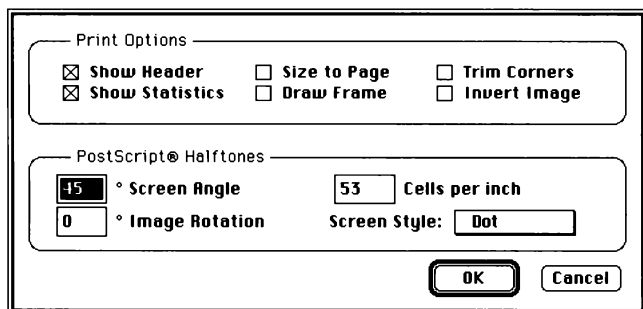 Print Options
Show Header Size to Page Trim Corners
Show Statistics Draw Frame Invert Image
PostScript® Halftones
45 ° Screen Angle 53 Cells per inch
0 ° Image Rotation Screen Style: Dot
OK Cancel